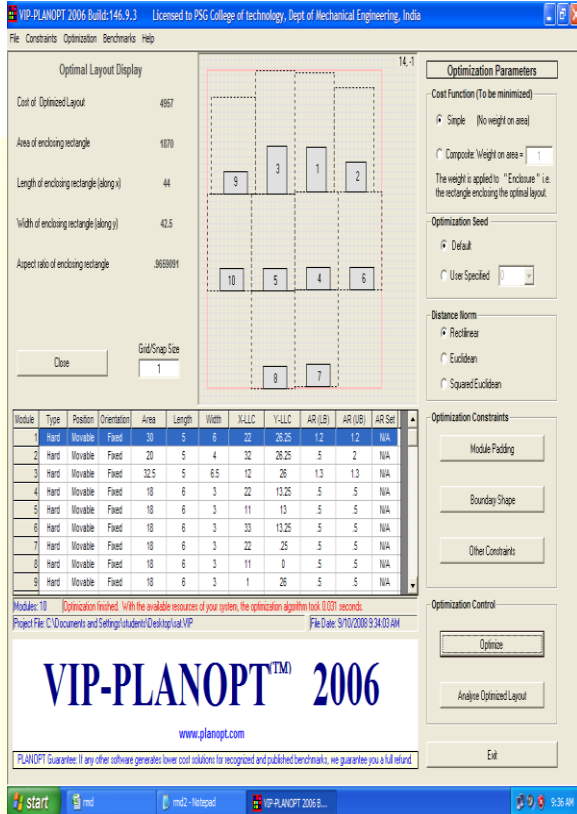 VIP-PLANOPT 2006 Build:146.9.3 Licensed to PSG College of technology, Dept of Mechanical Engineering, India
File Constraints Optimization Benchmarks Help
Optimal Layout Display
Cost of Optimized Layout 4957
Area of enclosing rectangle 1870
Length of enclosing rectangle (along x) 44
Width of enclosing rectangle (along y) 42.5
Aspect ratio of enclosing rectangle .9659091
Close
Grid/Snap Size
1
14,-1
9 3 1 2
10 5 4 6
8 7
Optimization Parameters
Cost Function (To be minimized)
Simple (No weight on area)
Composite: Weight on area = 1
The weight is applied to "Enclosure" i.e.
the rectangle enclosing the optimal layout
Optimization Seed
Default
User Specified 0
Distance Norm
Rectilinear
Euclidean
Squared Euclidean
Optimization Constraints
Module Padding
Boundary Shape
Other Constraints
Optimization Control
Optimize
Analyse Optimized Layout
Exit
Module Type Position Orientation Area Length Width X-LLC Y-LLC AR (LB) AR (UB) AR Set
1 Hard Movable Fixed 30 5 6 22 26.25 1.2 1.2 N/A
2 Hard Movable Fixed 20 5 4 32 26.25 .5 2 N/A
3 Hard Movable Fixed 32.5 5 6.5 12 26 1.3 1.3 N/A
4 Hard Movable Fixed 18 6 3 22 13.25 .5 .5 N/A
5 Hard Movable Fixed 18 6 3 11 13 .5 .5 N/A
6 Hard Movable Fixed 18 6 3 33 13.25 .5 .5 N/A
7 Hard Movable Fixed 18 6 3 22 .25 .5 .5 N/A
8 Hard Movable Fixed 18 6 3 11 0 .5 .5 N/A
9 Hard Movable Fixed 18 6 3 1 26 .5 .5 N/A
Modules: 10 Optimization finished. With the available resources of your system, the optimization algorithm took 0.031 seconds.
Project File: C:\Documents and Settings\students\Desktop\sat.VIP File Date: 9/10/2008 9:34:03 AM
VIP-PLANOPT(TM) 2006
www.planopt.com
PLANOPT Guarantee: If any other software generates lower cost solutions for recognized and published benchmarks, we guarantee you a full refund.
start rmd rmd2 - Notepad VIP-PLANOPT 2006 B... 9:36 AM